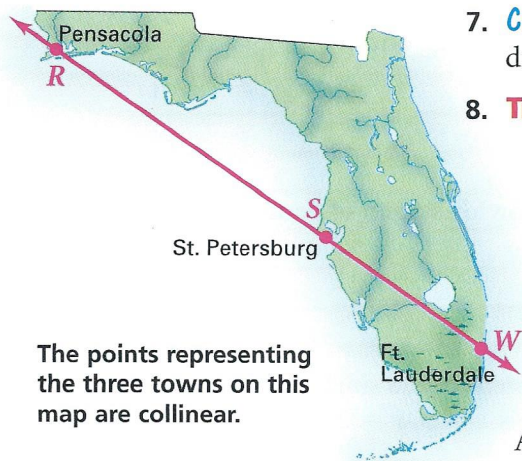 Pensacola
R
7. C
d
8. T
S
St. Petersburg
W
Ft.
Lauderdale
The points representing
the three towns on this
map are collinear.
A